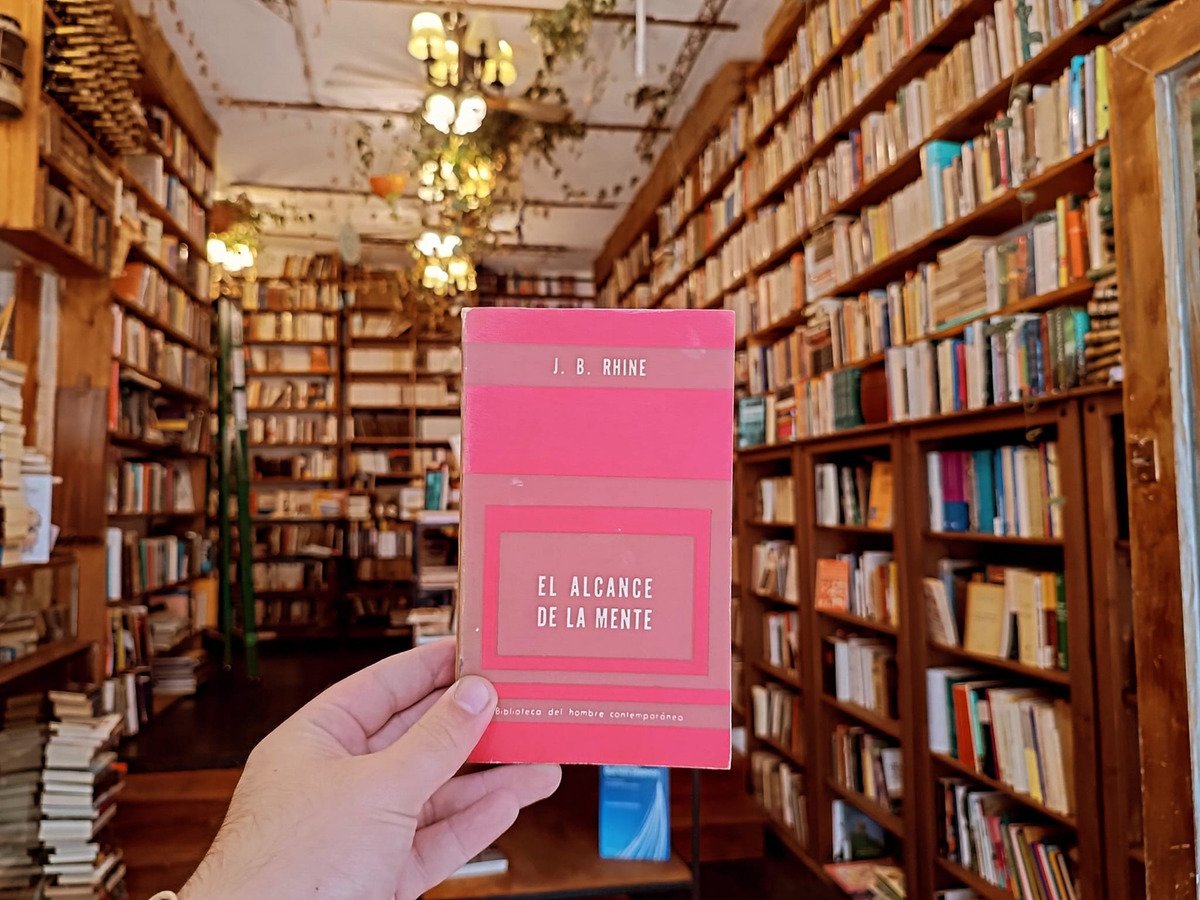 J. B. RHINE
EL ALCANCE
DE LA MENTE
Biblioteca del hombre contemporáneo